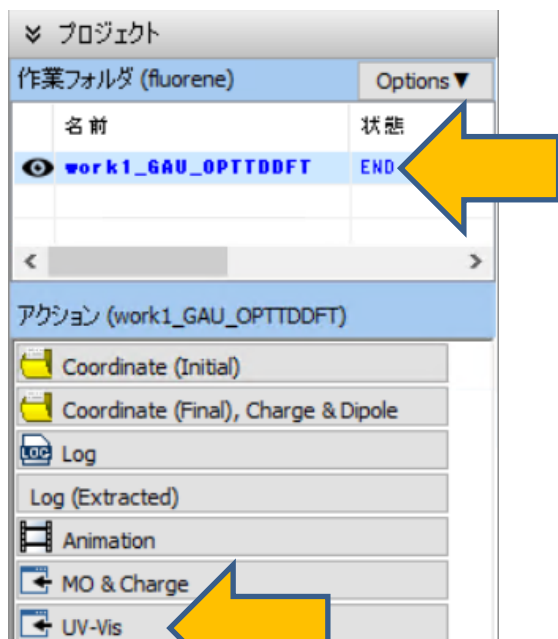 プロジェクト
作業フォルダ (fluorene) Options▼
名前 状態
work1_GAU_OPTTDDFT END
アクション (work1_GAU_OPTTDDFT)
Coordinate (Initial)
Coordinate (Final), Charge & Dipole
LOG Log
Log (Extracted)
Animation
MO & Charge
UV-Vis